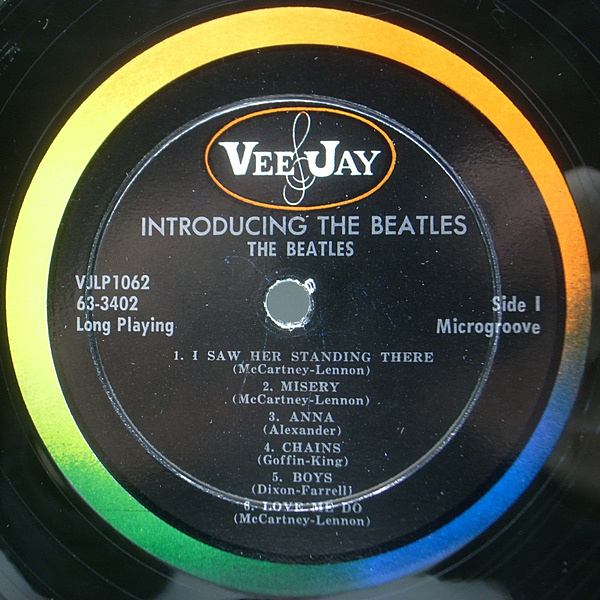 VEE JAY
INTRODUCING THE BEATLES
THE BEATLES
VJLP1062
63-3402
Long Playing
Side 1
Microgroove
1. I SAW HER STANDING THERE
(McCartney-Lennon)
2. MISERY
(McCartney-Lennon)
3. ANNA
(Alexander)
4. CHAINS
(Goffin-King)
5. BOYS
(Dixon-Farrell]
6. LOVE ME DO
(McCartney-Lennon)